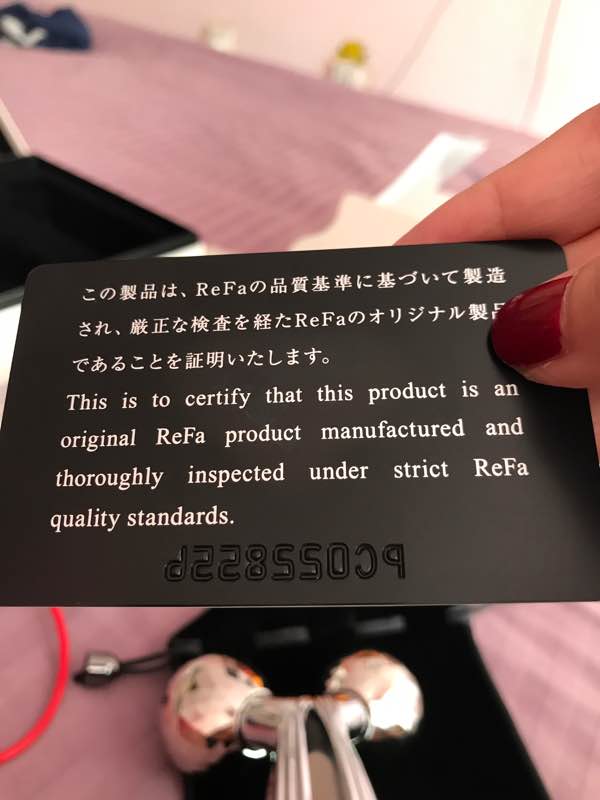 この製品は、ReFaの品質基準に基づいて製造
され、厳正な検査を経たReFaのオリジナル製品
であることを証明いたします。
This is to certify that this product is an
original ReFa product manufactured and
thoroughly inspected under strict ReFa
quality standards.